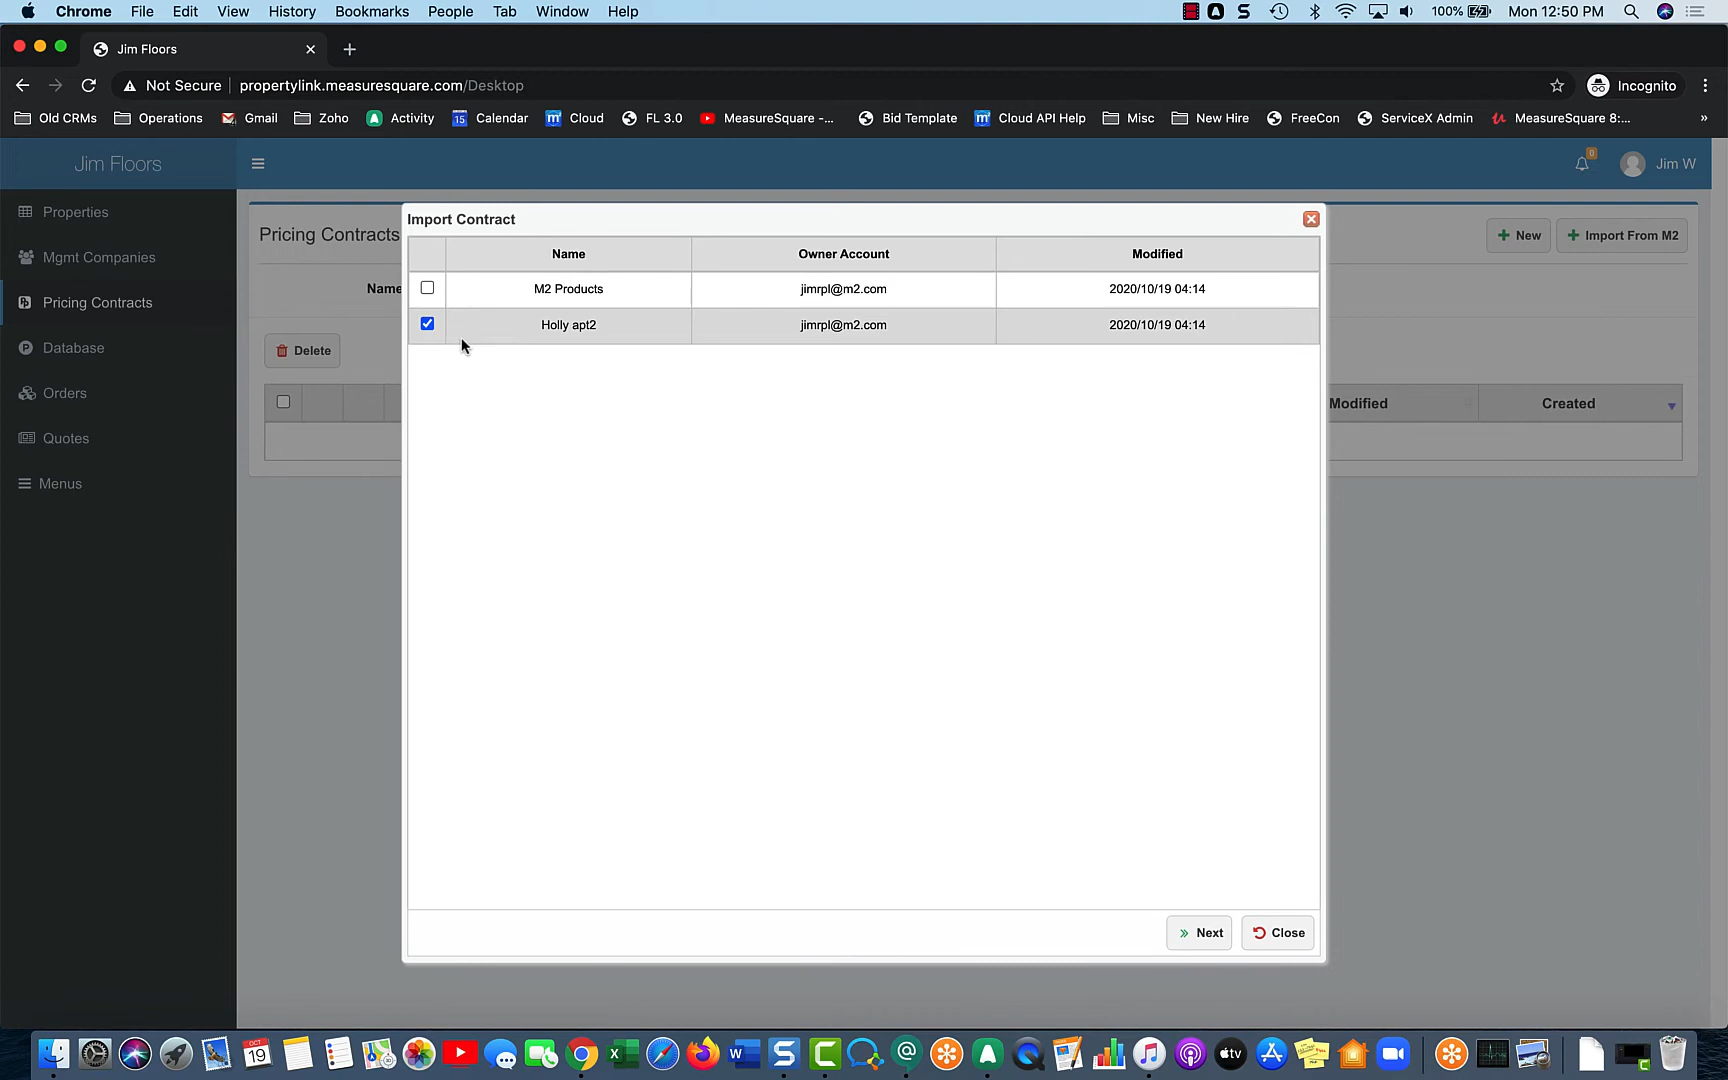 Chrome File Edit View History Bookmarks People Tab Window Help 100% Mon 12:50 PM
Jim Floors
Not Secure propertylink.measuresquare.com/Desktop Incognito
Old CRMs Operations Gmail Zoho Activity 15 Calendar Cloud FL 3.0 MeasureSquare -... Bid Template Cloud API Help Misc New Hire FreeCon ServiceX Admin MeasureSquare 8:... »
Jim Floors 0 Jim W
Properties
Mgmt Companies
Pricing Contracts
Database
Orders
Quotes
Menus
Pricing Contracts New Import From M2
Name
Delete
Modified Created
Import Contract
Name Owner Account Modified
M2 Products jimrpl@m2.com 2020/10/19 04:14
Holly apt2 jimrpl@m2.com 2020/10/19 04:14
Next Close
OCT
19
tv